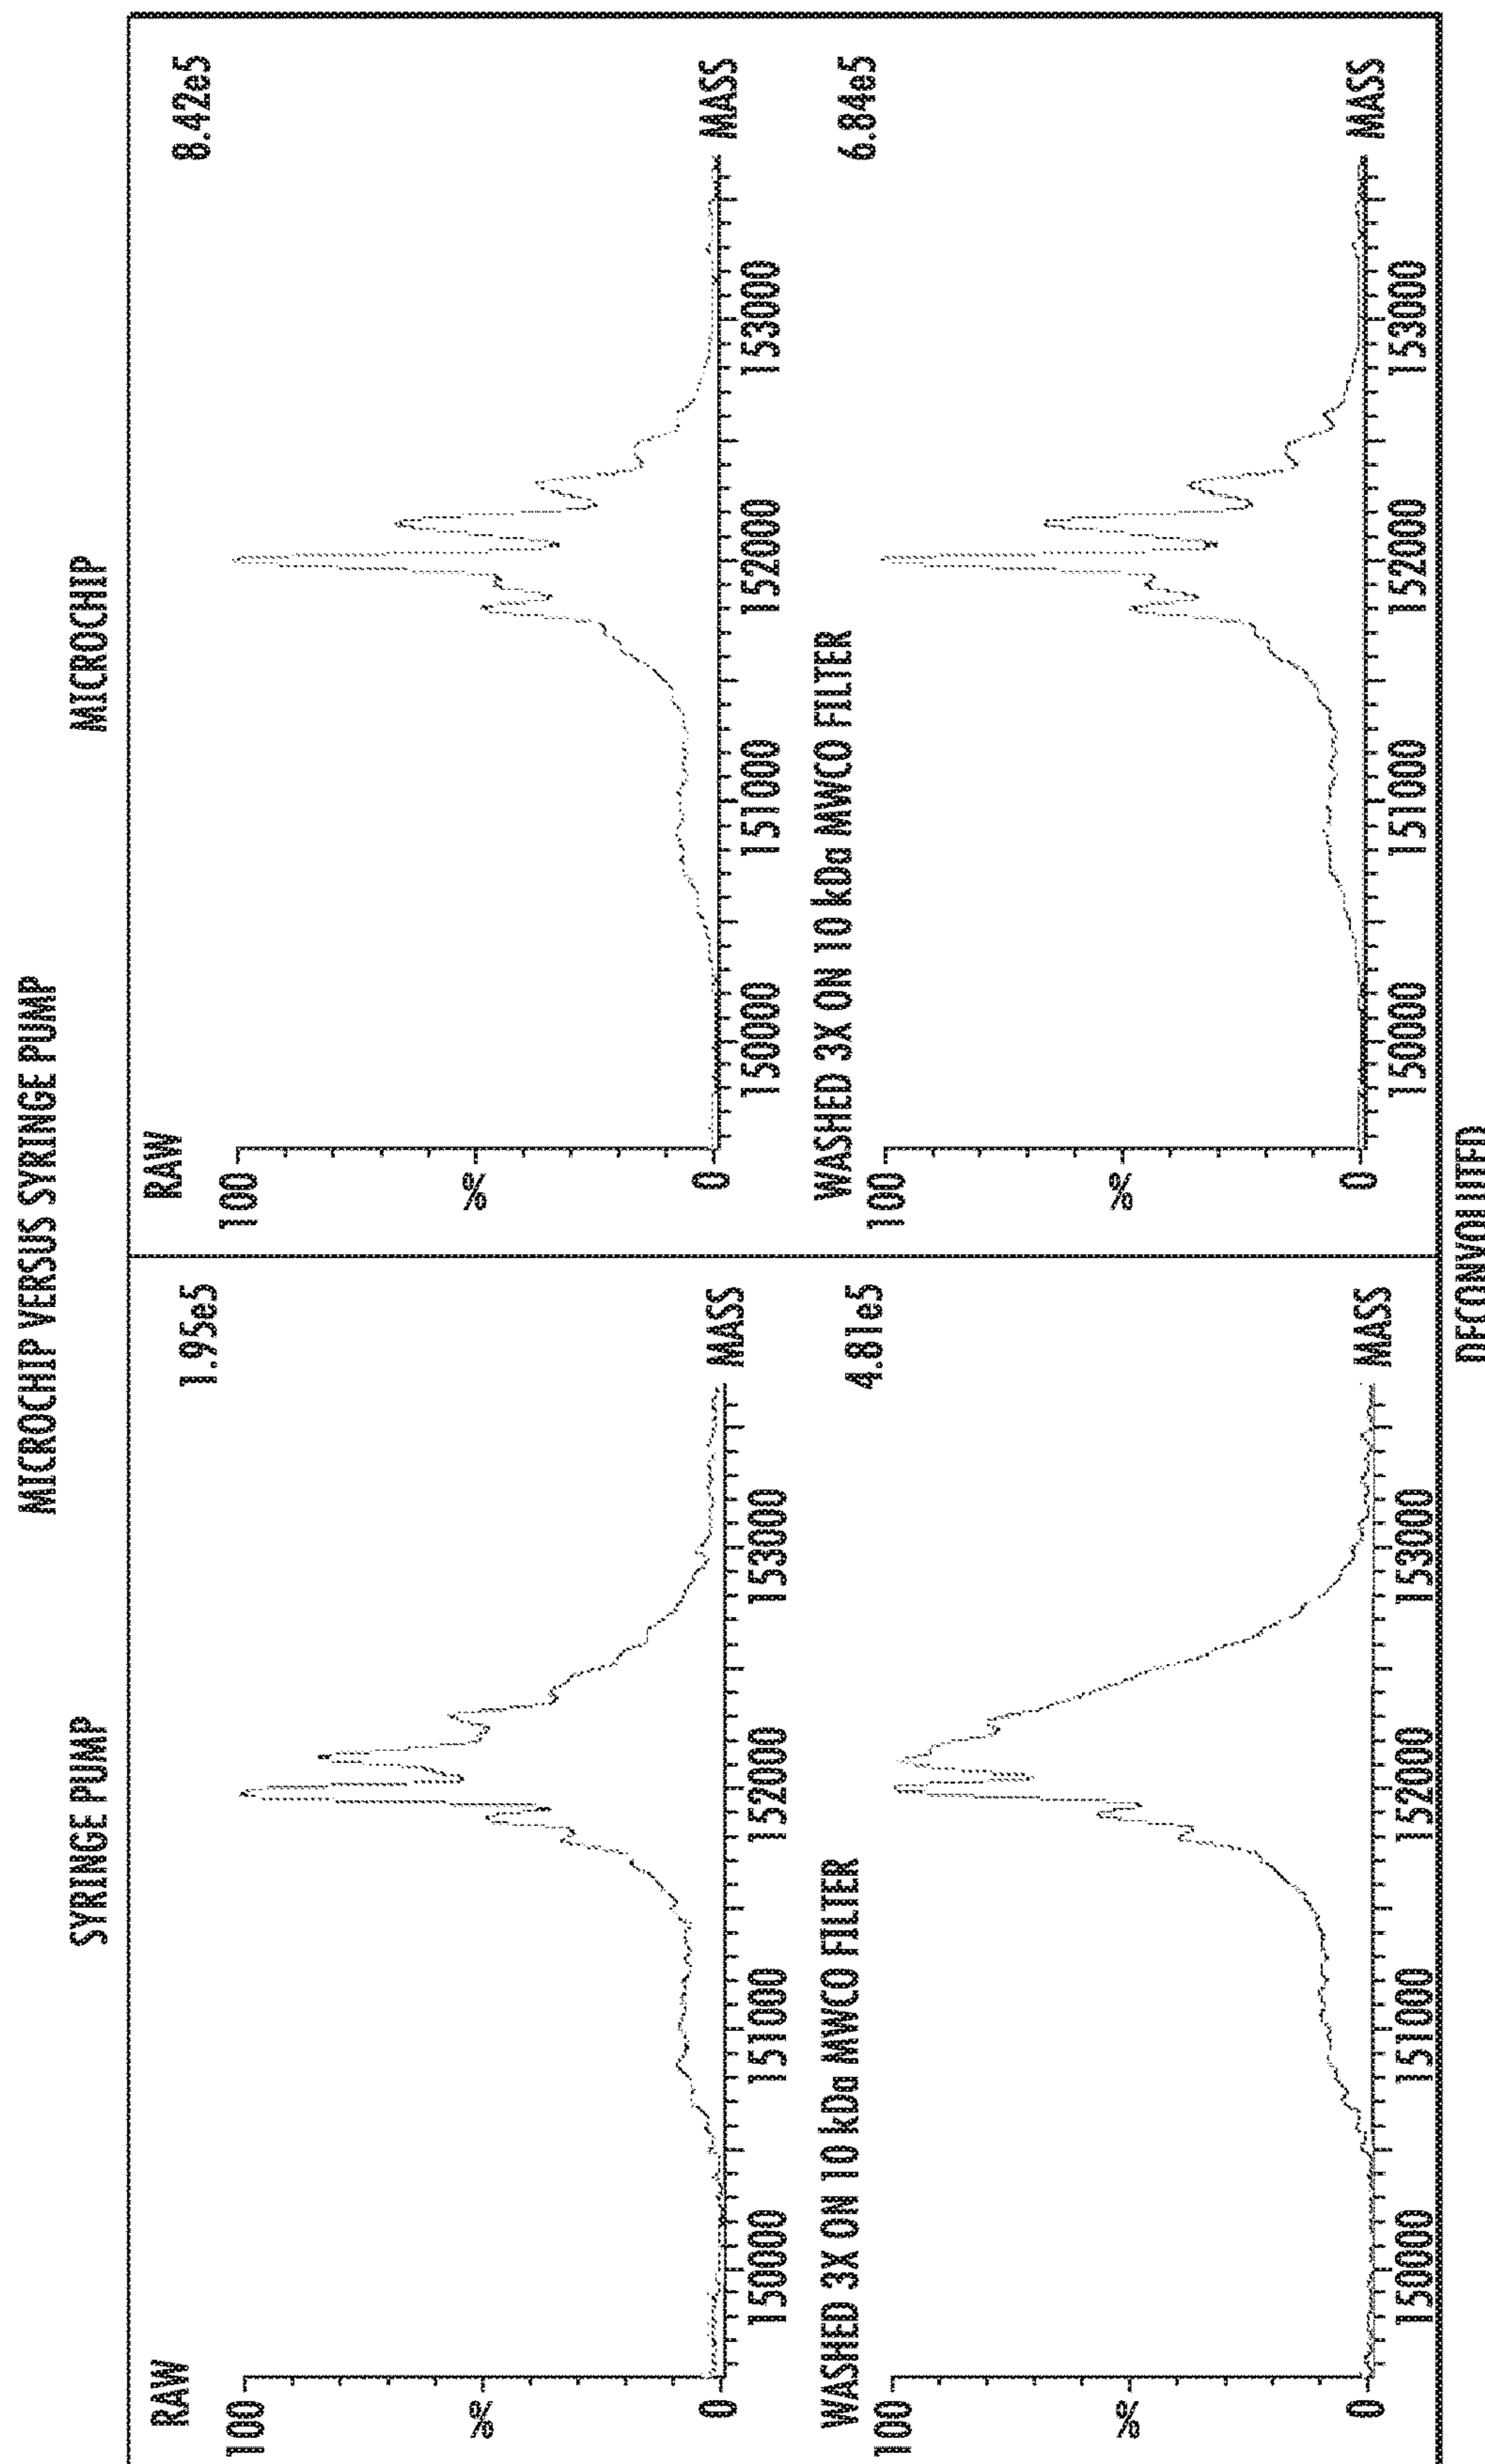 MICROCHIP VERSUS SYRINGE PUMP
SYRINGE PUMP
MICROCHIP
RAW
1.95e5
100
%
0
150000
151000
152000
153000
MASS
RAW
8.42e5
100
%
0
150000
151000
152000
153000
MASS
WASHED 3X ON 10 kDa MWCO FILTER
4.81e5
100
%
0
150000
151000
152000
153000
MASS
WASHED 3X ON 10 kDa MWCO FILTER
6.84e5
100
%
0
150000
151000
152000
153000
MASS
DECONVOLUTED